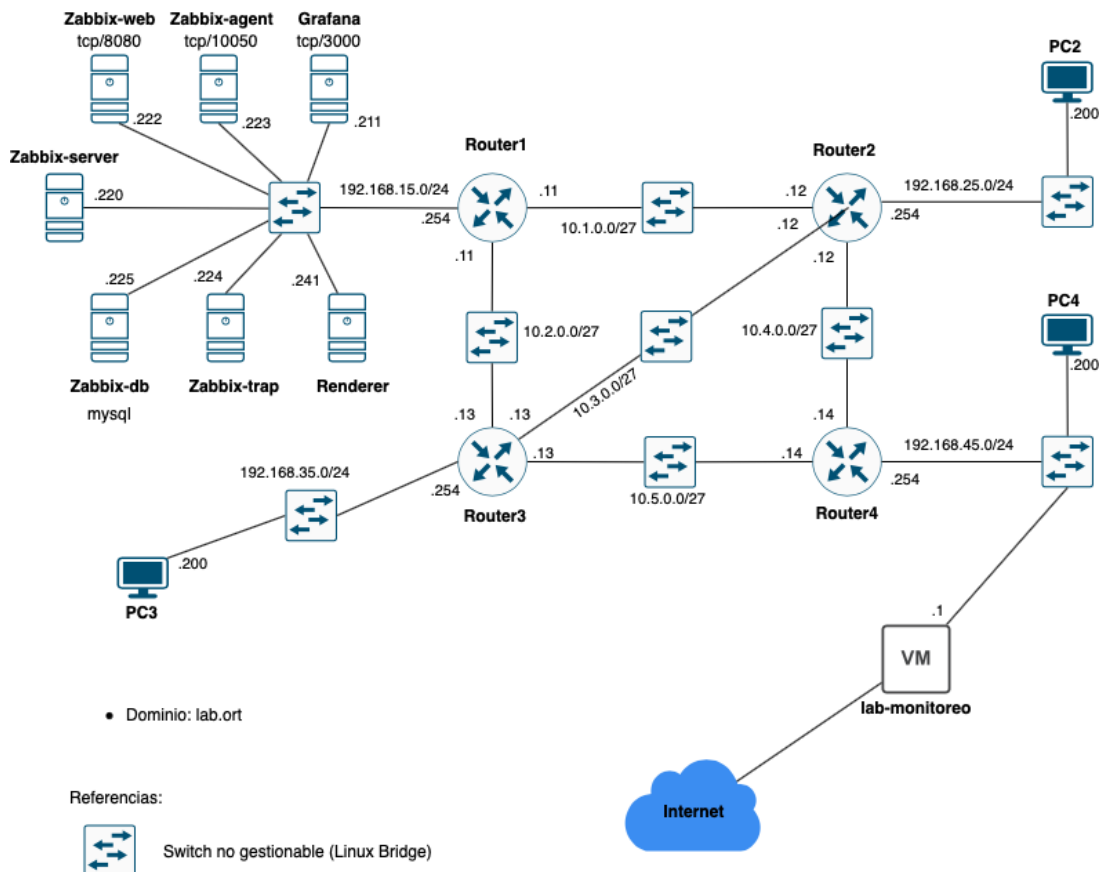 Zabbix-web
tcp/8080
Zabbix-agent
tcp/10050
Grafana
tcp/3000
PC2
.200
.222
.223
.211
Zabbix-server
.220
Router1
Router2
192.168.15.0/24
.254
.11
10.1.0.0/27
.12
.12
192.168.25.0/24
.254
.11
.12
.225
.224
.241
Zabbix-db
mysql
Zabbix-trap
Renderer
10.2.0.0/27
10.3.0.0/27
10.4.0.0/27
PC4
.200
.13
.13
.14
192.168.35.0/24
.254
.13
10.5.0.0/27
.14
192.168.45.0/24
.254
Router3
Router4
.200
PC3
.1
VM
lab-monitoreo
Internet
• Dominio: lab.ort
Referencias:
Switch no gestionable (Linux Bridge)